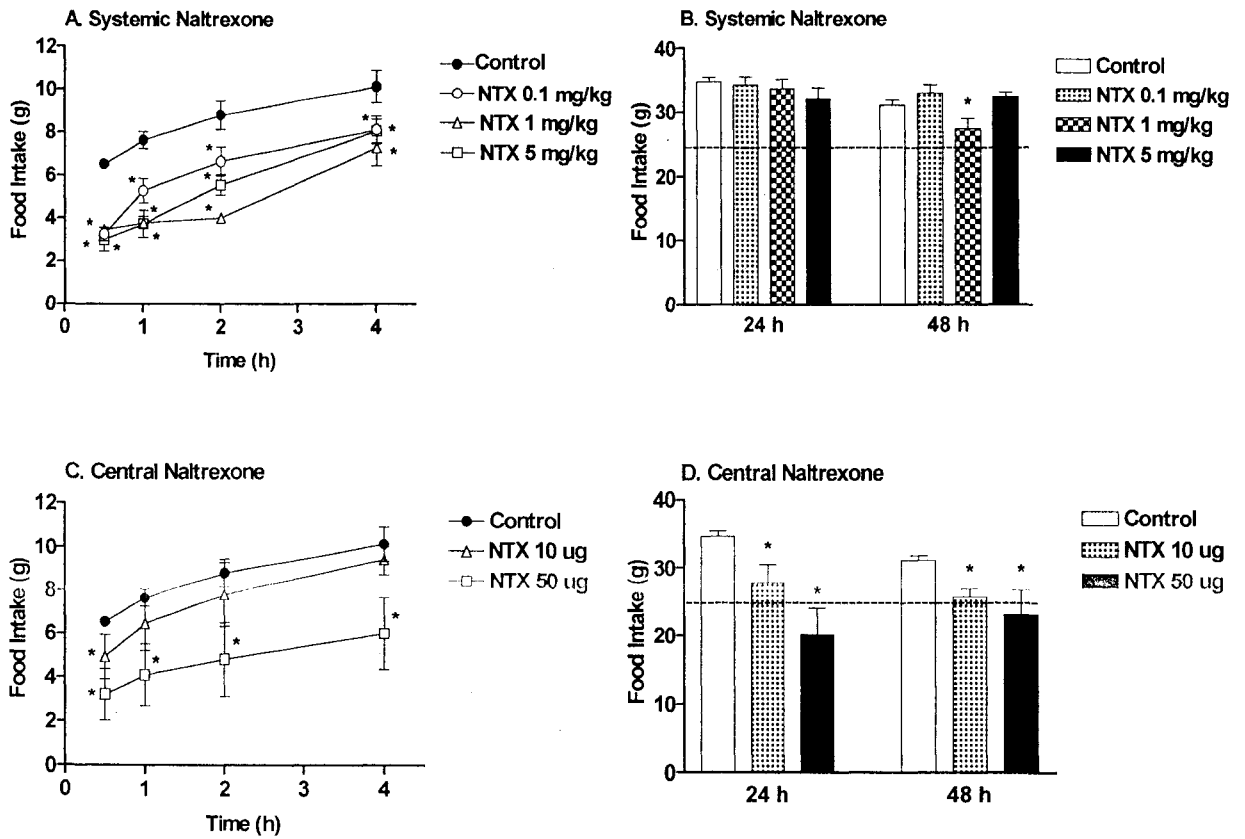 A. Systemic Naltrexone
Food Intake (g)
12
10
8
6
4
2
0
0
1
2
3
4
Time (h)
Control
NTX 0.1 mg/kg
NTX 1 mg/kg
NTX 5 mg/kg
* * * * * * * * * * * *
B. Systemic Naltrexone
Food Intake (g)
40
30
20
10
0
24 h
48 h
Control
NTX 0.1 mg/kg
NTX 1 mg/kg
NTX 5 mg/kg
*
C. Central Naltrexone
Food Intake (g)
12
10
8
6
4
2
0
0
1
2
3
4
Time (h)
Control
NTX 10 ug
NTX 50 ug
* * * * *
D. Central Naltrexone
Food Intake (g)
40
30
20
10
0
24 h
48 h
Control
NTX 10 ug
NTX 50 ug
* * * *